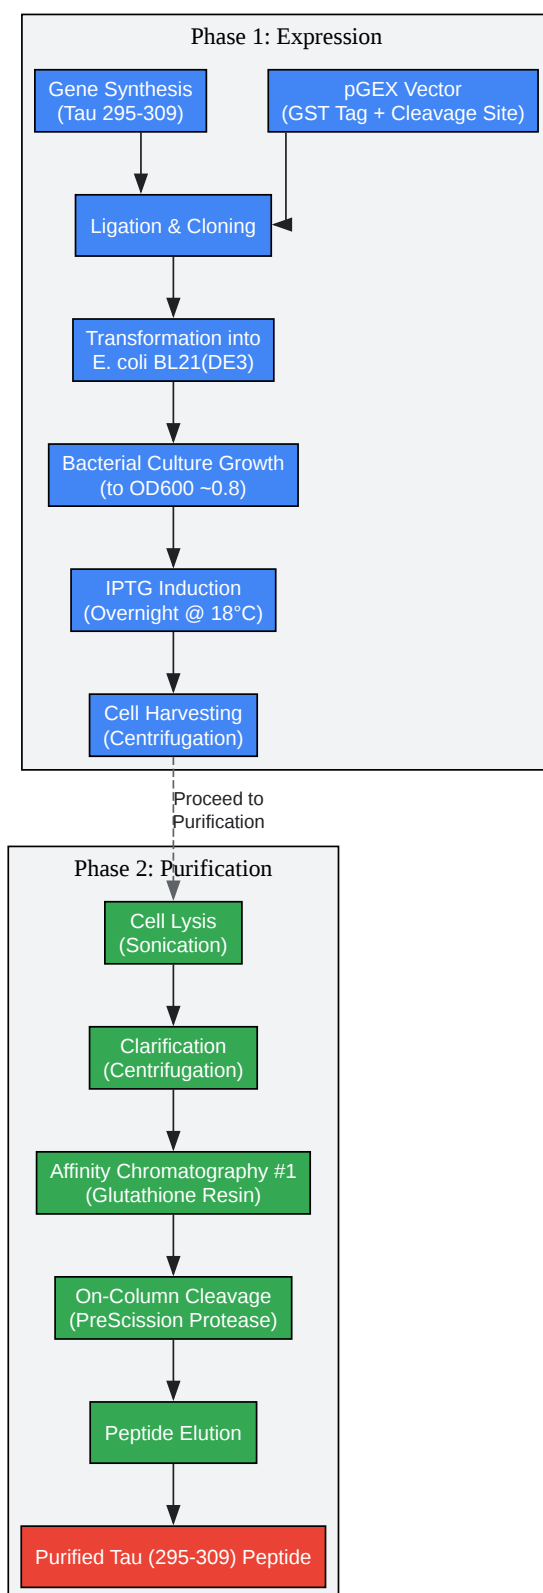 Phase 1: Expression
Gene Synthesis
(Tau 295-309)
pGEX Vector
(GST Tag + Cleavage Site)
Ligation & Cloning
Transformation into
E. coli BL21(DE3)
Bacterial Culture Growth
(to OD600 ~0.8)
IPTG Induction
(Overnight @ 18°C)
Cell Harvesting
(Centrifugation)
Proceed to
Purification
Phase 2: Purification
Cell Lysis
(Sonication)
Clarification
(Centrifugation)
Affinity Chromatography #1
(Glutathione Resin)
On-Column Cleavage
(PreScission Protease)
Peptide Elution
Purified Tau (295-309) Peptide